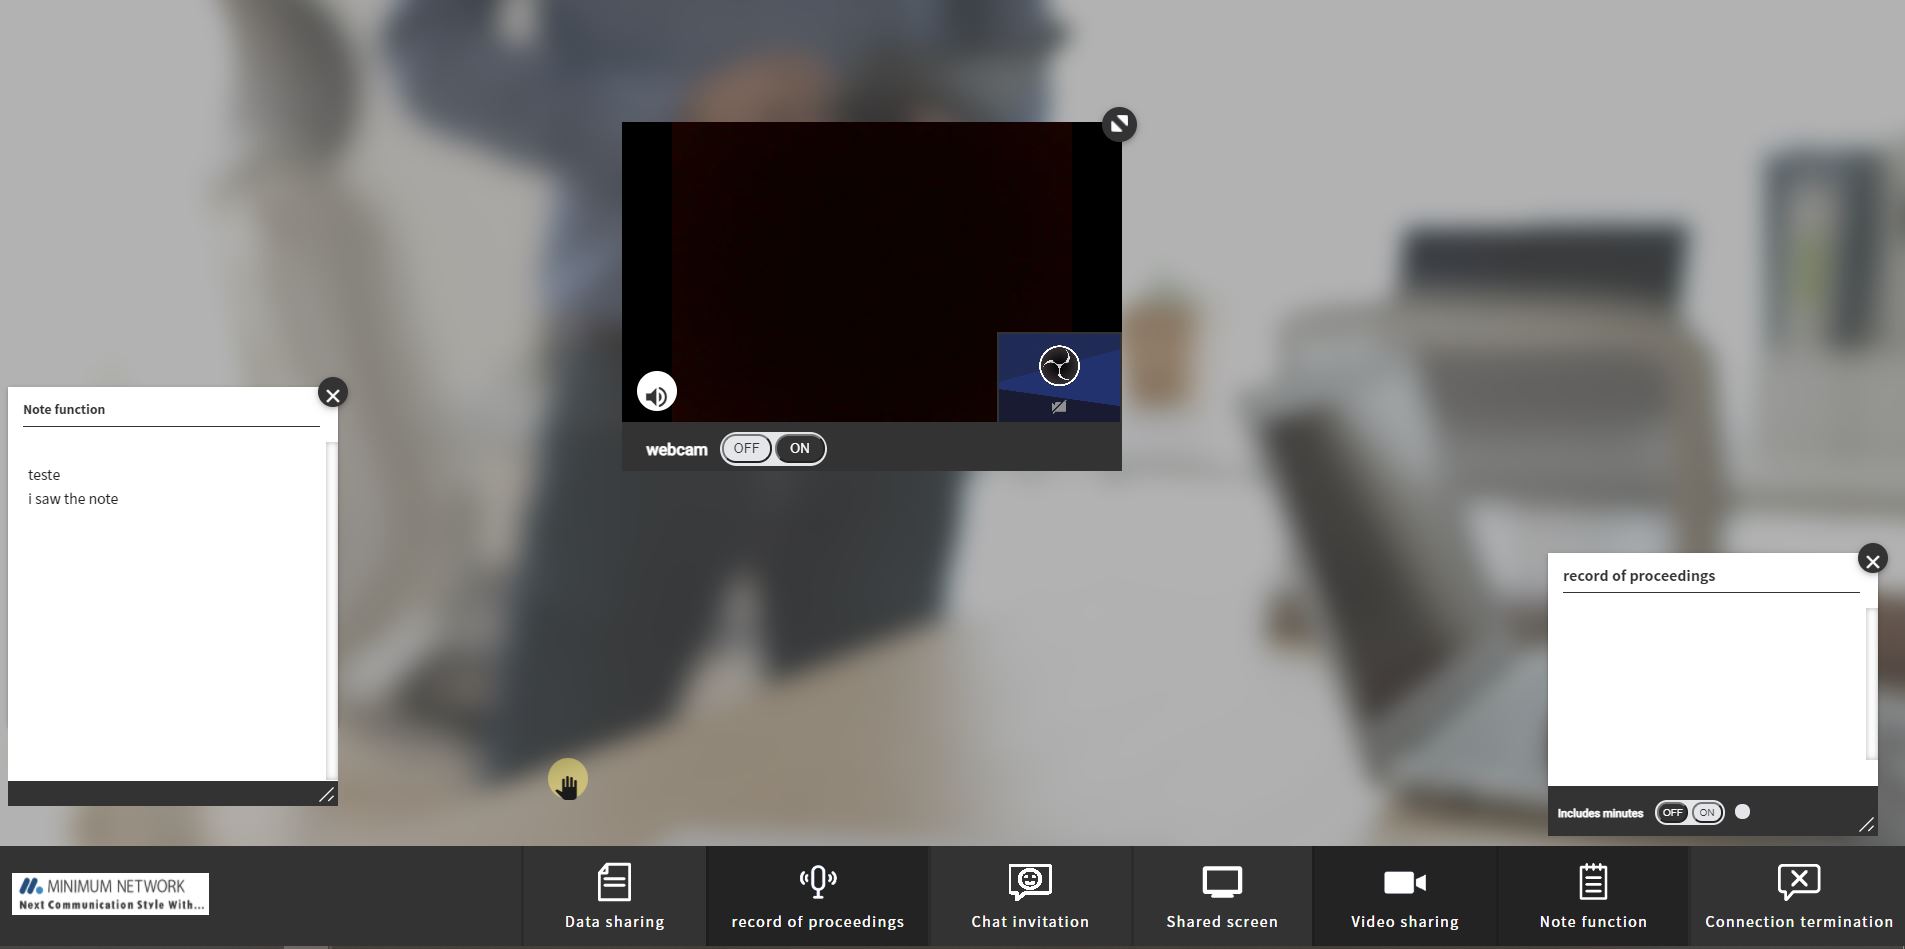 webcam
OFF
ON
Note function
teste
i saw the note
record of proceedings
Includes minutes
OFF
ON
MINIMUM NETWORK
Next Communication Style With...
Data sharing
record of proceedings
Chat invitation
Shared screen
Video sharing
Note function
Connection termination